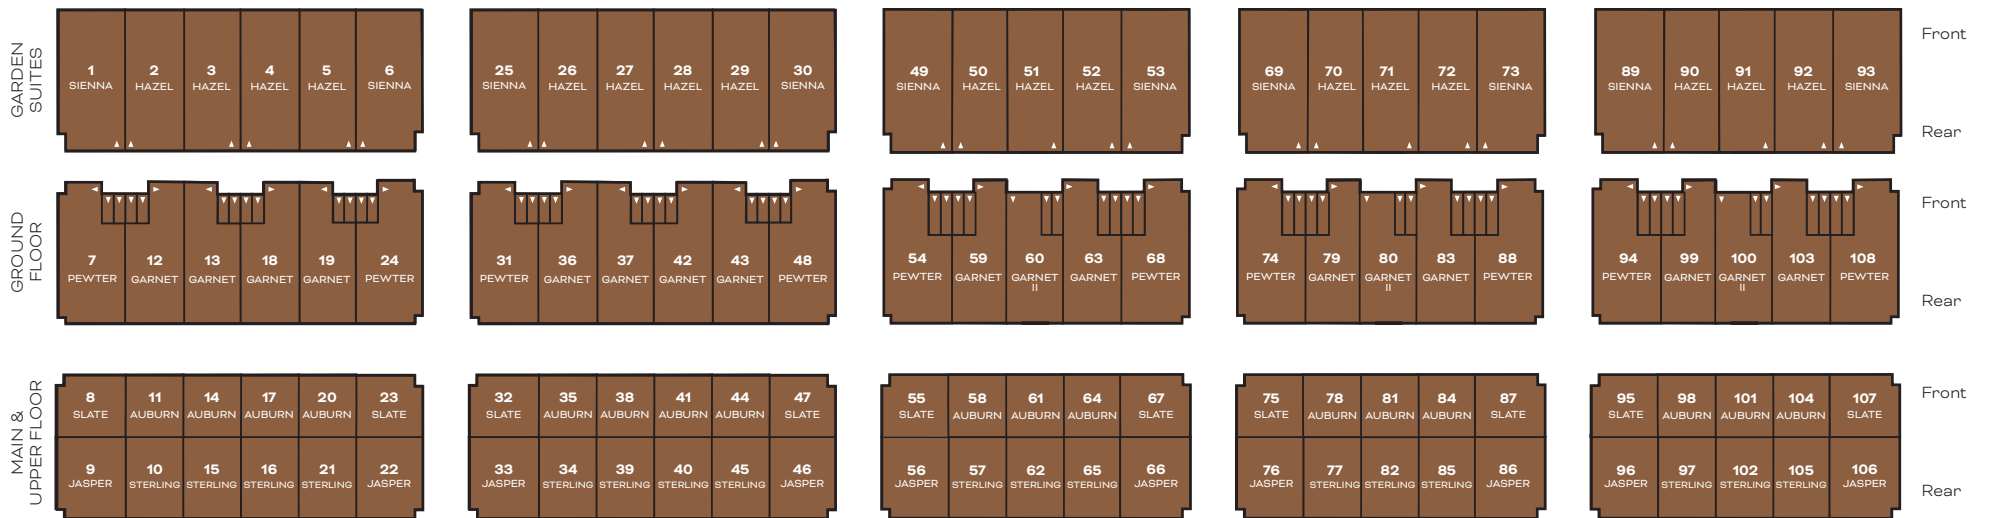 GARDEN
SUITES
1 2 3 4 5 6
SIENNA HAZEL HAZEL HAZEL HAZEL SIENNA
25 26 27 28 29 30
SIENNA HAZEL HAZEL HAZEL HAZEL SIENNA
49 50 51 52 53
SIENNA HAZEL HAZEL HAZEL SIENNA
69 70 71 72 73
SIENNA HAZEL HAZEL HAZEL SIENNA
89 90 91 92 93
SIENNA HAZEL HAZEL HAZEL SIENNA
Front
Rear
GROUND
FLOOR
7 12 13 18 19 24
PEWTER GARNET GARNET GARNET GARNET PEWTER
31 36 37 42 43 48
PEWTER GARNET GARNET GARNET GARNET PEWTER
54 59 60 63 68
PEWTER GARNET GARNET GARNET PEWTER
II
74 79 80 83 88
PEWTER GARNET GARNET GARNET PEWTER
II
94 99 100 103 108
PEWTER GARNET GARNET GARNET PEWTER
II
Front
Rear
MAIN &
UPPER FLOOR
8 11 14 17 20 23
SLATE AUBURN AUBURN AUBURN AUBURN SLATE
9 10 15 16 21 22
JASPER STERLING STERLING STERLING STERLING JASPER
32 35 38 41 44 47
SLATE AUBURN AUBURN AUBURN AUBURN SLATE
33 34 39 40 45 46
JASPER STERLING STERLING STERLING STERLING JASPER
55 58 61 64 67
SLATE AUBURN AUBURN AUBURN SLATE
56 57 62 65 66
JASPER STERLING STERLING STERLING JASPER
75 78 81 84 87
SLATE AUBURN AUBURN AUBURN SLATE
76 77 82 85 86
JASPER STERLING STERLING STERLING JASPER
95 98 101 104 107
SLATE AUBURN AUBURN AUBURN SLATE
96 97 102 105 106
JASPER STERLING STERLING STERLING JASPER
Front
Rear